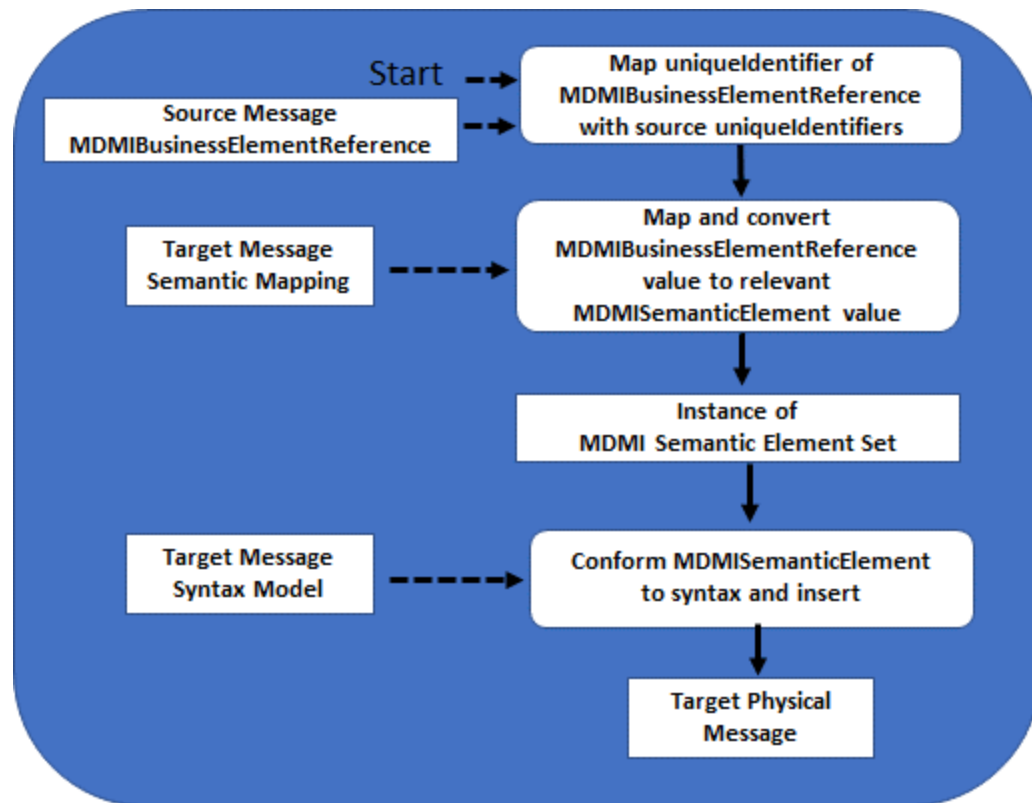 Start
Map uniqueIdentifier of
MDMIBusinessElementReference
with source uniqueIdentifiers
Source Message
MDMIBusinessElementReference
Map and convert
MDMIBusinessElementReference
value to relevant
MDMISemanticElement value
Target Message
Semantic Mapping
Instance of
MDMI Semantic Element Set
Target Message
Syntax Model
Conform MDMISemanticElement
to syntax and insert
Target Physical
Message